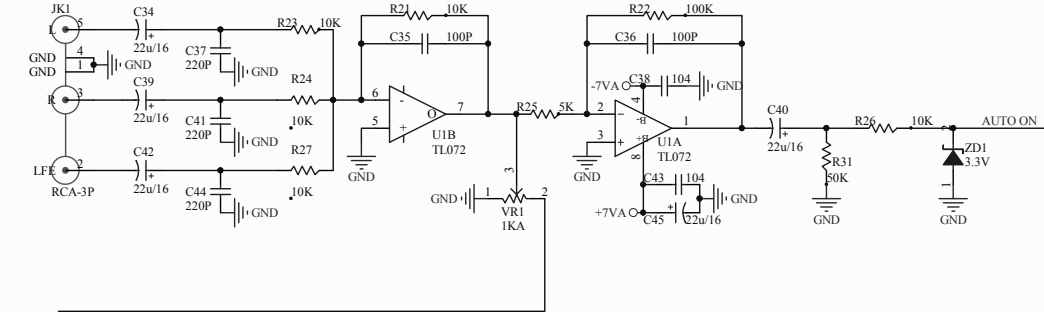 JK1
L 5
GND 4
GND 1
GND
R 3
LFE 2
RCA-3P
C34
22u/16
C37
220P
GND
C39
22u/16
C41
220P
GND
C42
22u/16
C44
220P
GND
R23 10K
R24
10K
R27
10K
R21 10K
C35 100P
6
-
5
+
O
7
U1B
TL072
GND
R25 5K
3
GND 1 2
VR1
1KA
R22 100K
C36 100P
-7VA
C38 104
GND
4
2
-
3
+
B-
B+
8
1
U1A
TL072
GND
C43 104
GND
+7VA
C45 + 22u/16
C40
22u/16
R31
50K
GND
R26 10K
2
AUTO ON
ZD1
3.3V
1
GND